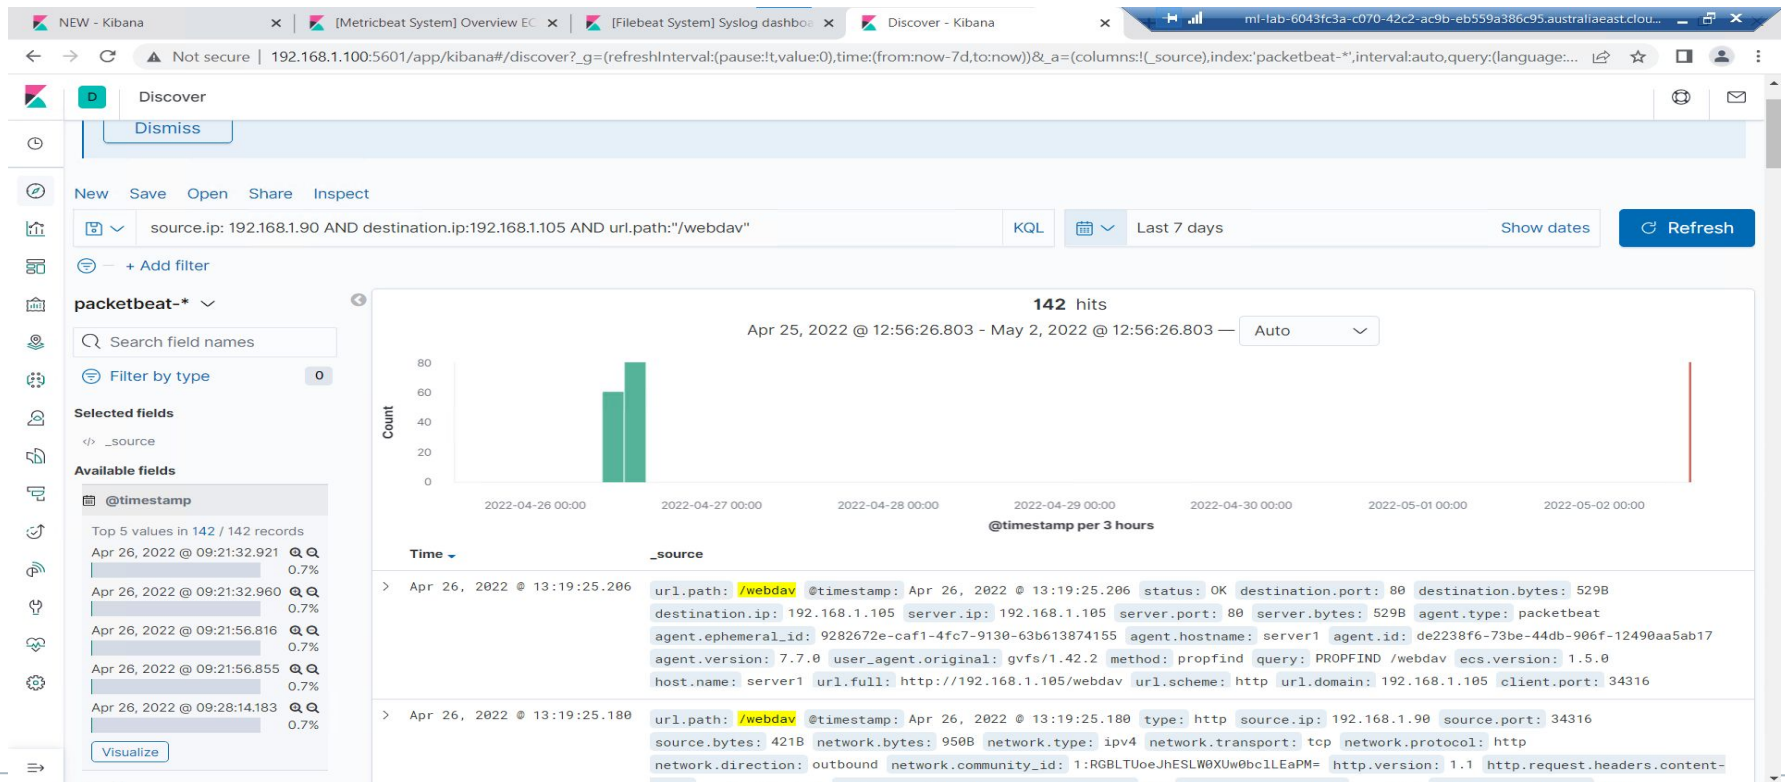 NEW - Kibana
[Metricbeat System] Overview EC
[Filebeat System] Syslog dashboa
Discover - Kibana
ml-lab-6043fc3a-c070-42c2-ac9b-eb559a386c95.australiaeast.clou...
Not secure | 192.168.1.100:5601/app/kibana#/discover?_g=(refreshInterval:(pause:!t,value:0),time:(from:now-7d,to:now))&_a=(columns:!(_source),index:'packetbeat-*',interval:auto,query:(language:...
D Discover
Dismiss
New Save Open Share Inspect
source.ip: 192.168.1.90 AND destination.ip:192.168.1.105 AND url.path:"/webdav" KQL Last 7 days Show dates Refresh
+ Add filter
packetbeat-*
Search field names
Filter by type 0
Selected fields
</> _source
Available fields
@timestamp
Top 5 values in 142 / 142 records
Apr 26, 2022 @ 09:21:32.921
0.7%
Apr 26, 2022 @ 09:21:32.960
0.7%
Apr 26, 2022 @ 09:21:56.816
0.7%
Apr 26, 2022 @ 09:21:56.855
0.7%
Apr 26, 2022 @ 09:28:14.183
0.7%
Visualize
142 hits
Apr 25, 2022 @ 12:56:26.803 - May 2, 2022 @ 12:56:26.803 — Auto
Count
80
60
40
20
0
2022-04-26 00:00 2022-04-27 00:00 2022-04-28 00:00 2022-04-29 00:00 2022-04-30 00:00 2022-05-01 00:00 2022-05-02 00:00
@timestamp per 3 hours
Time _source
Apr 26, 2022 @ 13:19:25.206 url.path: /webdav @timestamp: Apr 26, 2022 @ 13:19:25.206 status: OK destination.port: 80 destination.bytes: 529B
destination.ip: 192.168.1.105 server.ip: 192.168.1.105 server.port: 80 server.bytes: 529B agent.type: packetbeat
agent.ephemeral_id: 9282672e-caf1-4fc7-9130-63b613874155 agent.hostname: server1 agent.id: de2238f6-73be-44db-906f-12490aa5ab17
agent.version: 7.7.0 user_agent.original: gvfs/1.42.2 method: propfind query: PROPFIND /webdav ecs.version: 1.5.0
host.name: server1 url.full: http://192.168.1.105/webdav url.scheme: http url.domain: 192.168.1.105 client.port: 34316
Apr 26, 2022 @ 13:19:25.180 url.path: /webdav @timestamp: Apr 26, 2022 @ 13:19:25.180 type: http source.ip: 192.168.1.90 source.port: 34316
source.bytes: 421B network.bytes: 950B network.type: ipv4 network.transport: tcp network.protocol: http
network.direction: outbound network.community_id: 1:RGBLTUoeJhESLW0XUw0bclLEaPM= http.version: 1.1 http.request.headers.content-